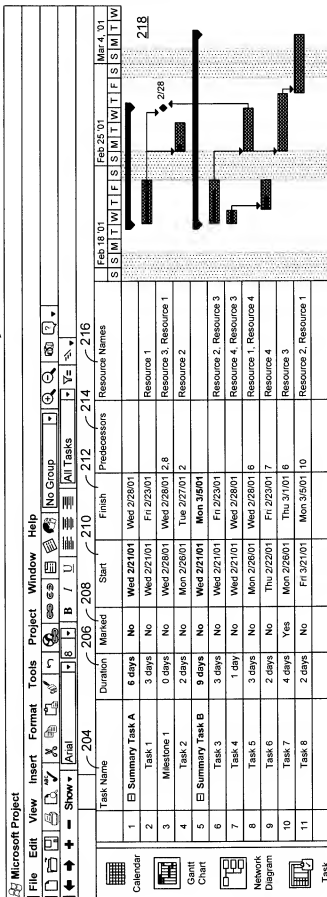 Microsoft Project
File Edit View Insert Format Tools Project Window Help
No Group
Show Arial 8 B I U All Tasks
204 206 208 210 212 214 216 218
Task Name Duration Marked Start Finish Predecessors Resource Names Feb 18 '01 Feb 25 '01 Mar 4, '01
S S M T W T F S S M T W T F S S M T W
1 Summary Task A 6 days No Wed 2/21/01 Wed 2/28/01
2 Task 1 3 days No Wed 2/21/01 Fri 2/23/01 Resource 1
3 Milestone 1 0 days No Wed 2/28/01 Wed 2/28/01 2,8 Resource 3, Resource 1 2/28
4 Task 2 2 days No Mon 2/26/01 Tue 2/27/01 2 Resource 2
5 Summary Task B 9 days No Wed 2/21/01 Mon 3/5/01
6 Task 3 3 days No Wed 2/21/01 Fri 2/23/01 Resource 2, Resource 3
7 Task 4 1 day No Wed 2/21/01 Wed 2/28/01 Resource 4, Resource 3
8 Task 5 3 days No Mon 2/26/01 Wed 2/28/01 6 Resource 1, Resource 4
9 Task 6 2 days No Thu 2/22/01 Fri 2/23/01 7
10 Task 7 4 days Yes Mon 2/26/01 Thu 3/1/01 6 Resource 3
11 Task 8 2 days No Fri 3/21/01 Mon 3/5/01 10 Resource 2, Resource 1
Calendar
Gantt
Chart
Network
Diagram
Task